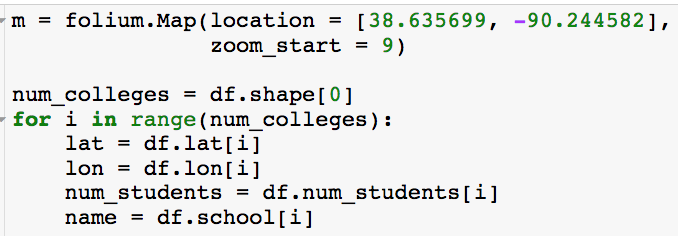 m = folium.Map(location = [38.635699, -90.244582],
zoom_start = 9)
num_colleges = df.shape[0]
for i in range(num_colleges):
lat = df.lat[i]
lon = df.lon[i]
num_students = df.num_students[i]
name = df.school[i]